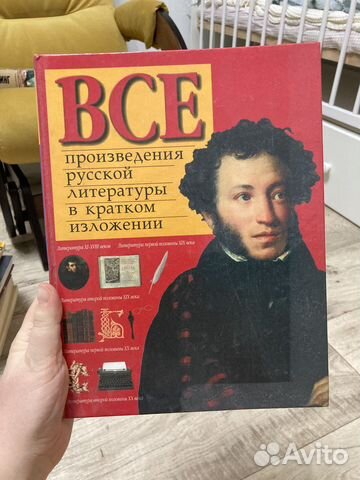 ВСЕ
произведения
русской
литературы
в кратком
изложении
Литература XI-XVIII веков
Литература первой половины XIX века
Литература второй половины XIX века
Литература первой половины XX века
Литература второй половины XX века
Avito